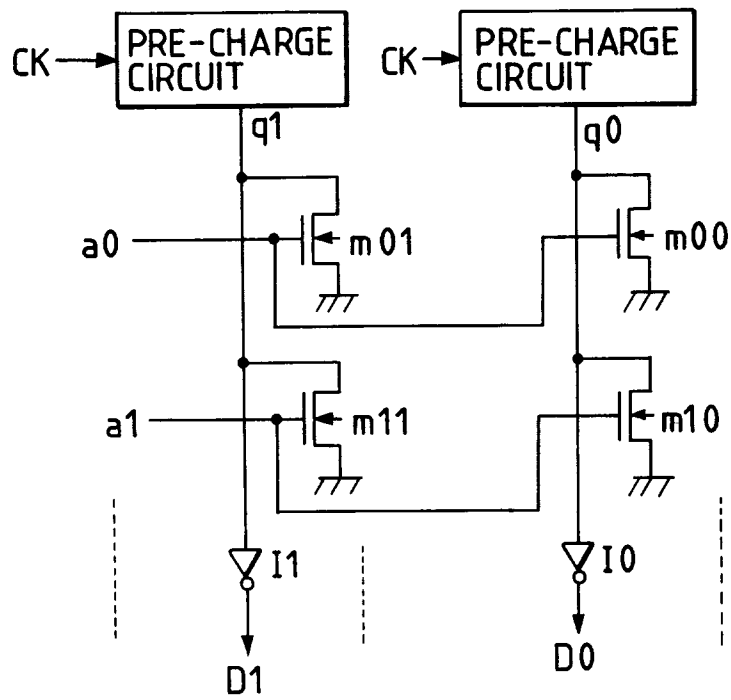 CK
PRE-CHARGE
CIRCUIT
CK
PRE-CHARGE
CIRCUIT
q1
q0
a0
m01
m00
a1
m11
m10
I1
I0
D1
D0